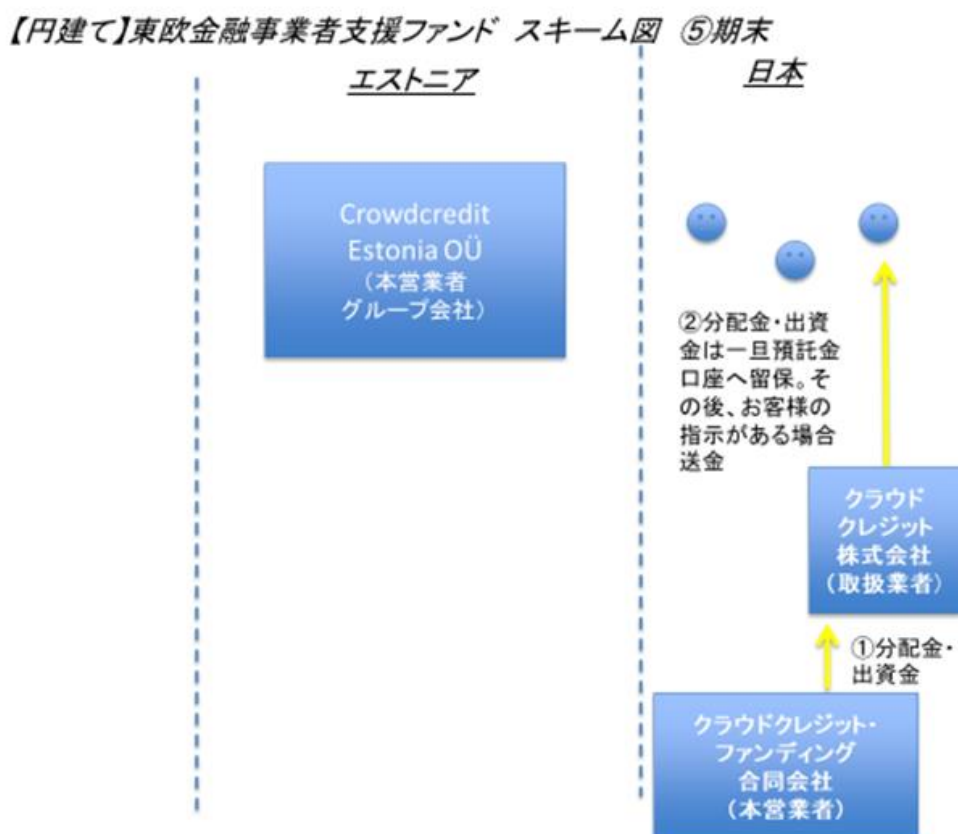 【円建て】東欧金融事業者支援ファンド スキーム図 ⑤期末
エストニア
日本
Crowdcredit
Estonia OÜ
（本営業者
グループ会社）
②分配金・出資
金は一旦預託金
口座へ留保。そ
の後、お客様の
指示がある場合
送金
クラウド
クレジット
株式会社
（取扱業者）
①分配金・
出資金
クラウドクレジット・
ファンディング
合同会社
（本営業者）